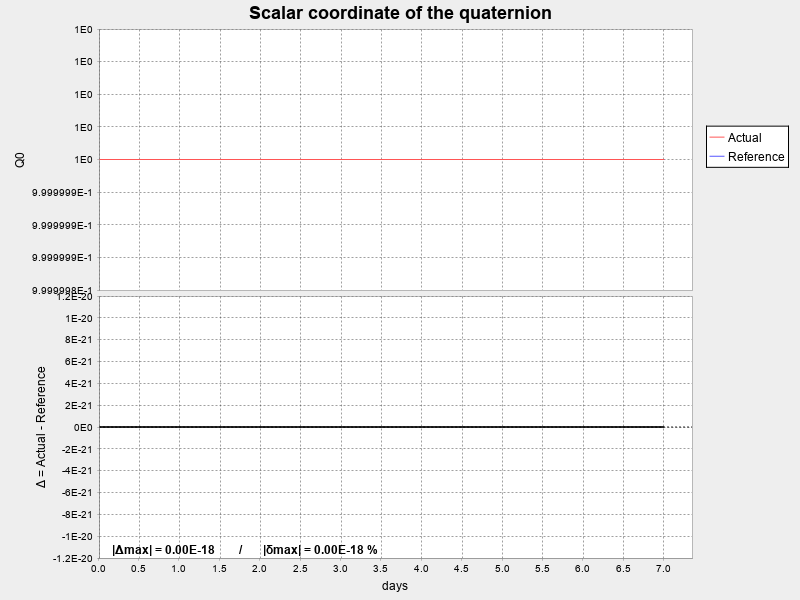 Scalar coordinate of the quaternion
1E0
1E0
1E0
1E0
1E0
9.999999E-1
9.999999E-1
9.999999E-1
9.999998E-1
Q0
Actual
Reference
1.2E-20
1E-20
8E-21
6E-21
4E-21
2E-21
0E0
-2E-21
-4E-21
-6E-21
-8E-21
-1E-20
-1.2E-20
Δ = Actual - Reference
|Δmax| = 0.00E-18 / |δmax| = 0.00E-18 %
0.0 0.5 1.0 1.5 2.0 2.5 3.0 3.5 4.0 4.5 5.0 5.5 6.0 6.5 7.0
days